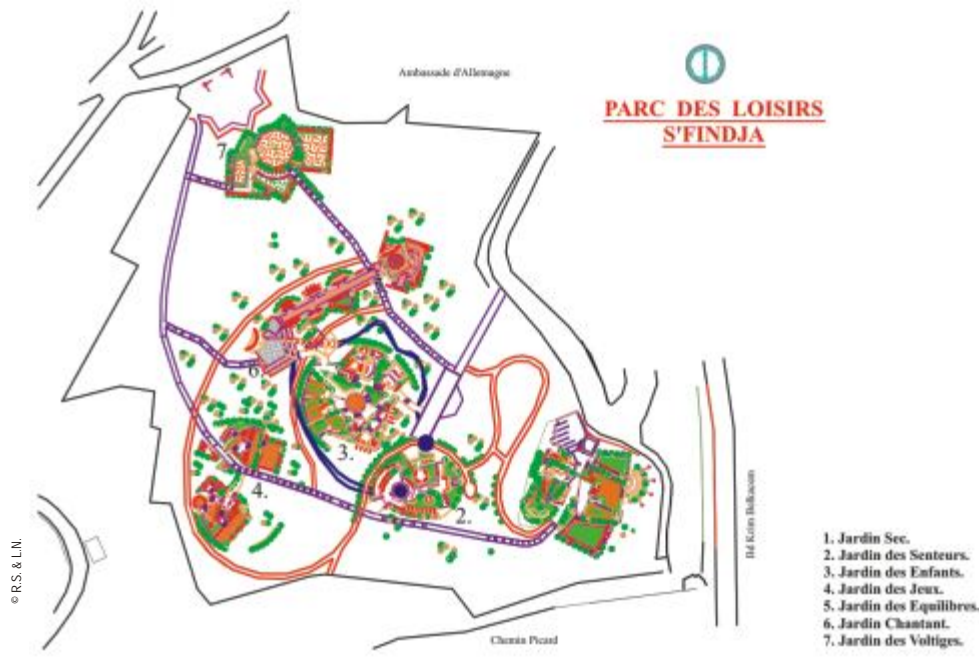 Ambassade d'Allemagne
PARC DES LOISIRS
S'FINDJA
7
6
3.
4.
2
Bd Krim Belkacem
Chemin Picard
1. Jardin Sec.
2. Jardin des Senteurs.
3. Jardin des Enfants.
4. Jardin des Jeux.
5. Jardin des Equilibres.
6. Jardin Chantant.
7. Jardin des Voltiges.
© R.S. & L.N.